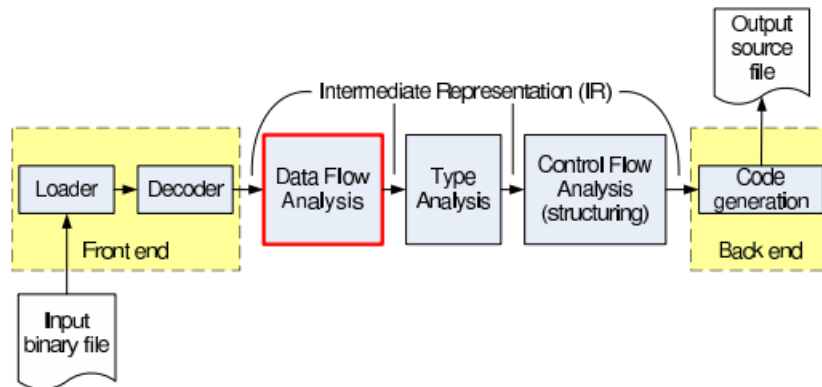 Output
source
file
Intermediate Representation (IR)
Loader
Decoder
Data Flow
Analysis
Type
Analysis
Control Flow
Analysis
(structuring)
Code
generation
Front end
Back end
Input
binary file